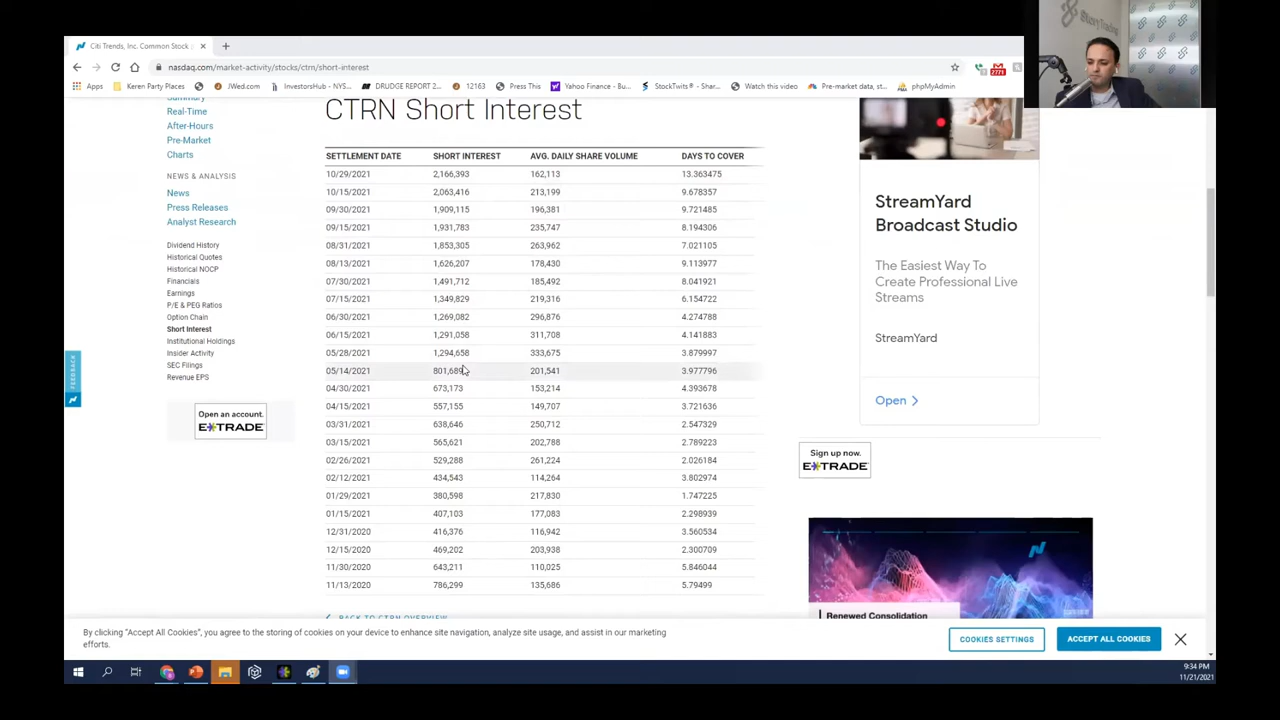 StoryTrading
Citi Trends, Inc. Common Stock
nasdaq.com/market-activity/stocks/ctrn/short-interest
Apps Keren Party Places JWed.com InvestorsHub - NYS... DRUDGE REPORT 2... 12163 Press This Yahoo Finance - Bus... StockTwits® - Shar... Watch this video Pre-market data, st... phpMyAdmin
7771
Summary
Real-Time
After-Hours
Pre-Market
Charts
NEWS & ANALYSIS
News
Press Releases
Analyst Research
Dividend History
Historical Quotes
Historical NOCP
Financials
Earnings
P/E & PEG Ratios
Option Chain
Short Interest
Institutional Holdings
Insider Activity
SEC Filings
Revenue EPS
FEEDBACK
Open an account.
E*TRADE
CTRN Short Interest
SETTLEMENT DATE SHORT INTEREST AVG. DAILY SHARE VOLUME DAYS TO COVER
10/29/2021 2,166,393 162,113 13.363475
10/15/2021 2,063,416 213,199 9.678357
09/30/2021 1,909,115 196,381 9.721485
09/15/2021 1,931,783 235,747 8.194306
08/31/2021 1,853,305 263,962 7.021105
08/13/2021 1,626,207 178,430 9.113977
07/30/2021 1,491,712 185,492 8.041921
07/15/2021 1,349,829 219,316 6.154722
06/30/2021 1,269,082 296,876 4.274788
06/15/2021 1,291,058 311,708 4.141883
05/28/2021 1,294,658 333,675 3.879997
05/14/2021 801,689 201,541 3.977796
04/30/2021 673,173 153,214 4.393678
04/15/2021 557,155 149,707 3.721636
03/31/2021 638,646 250,712 2.547329
03/15/2021 565,621 202,788 2.789223
02/26/2021 529,288 261,224 2.026184
02/12/2021 434,543 114,264 3.802974
01/29/2021 380,598 217,830 1.747225
01/15/2021 407,103 177,083 2.298939
12/31/2020 416,376 116,942 3.560534
12/15/2020 469,202 203,938 2.300709
11/30/2020 643,211 110,025 5.846044
11/13/2020 786,299 135,686 5.79499
BACK TO CTRN OVERVIEW
StreamYard
Broadcast Studio
The Easiest Way To
Create Professional Live
Streams
StreamYard
Open
Sign up now.
E*TRADE
Renewed Consolidation
By clicking "Accept All Cookies", you agree to the storing of cookies on your device to enhance site navigation, analyze site usage, and assist in our marketing
efforts.
COOKIES SETTINGS
ACCEPT ALL COOKIES
9:34 PM
11/21/2021